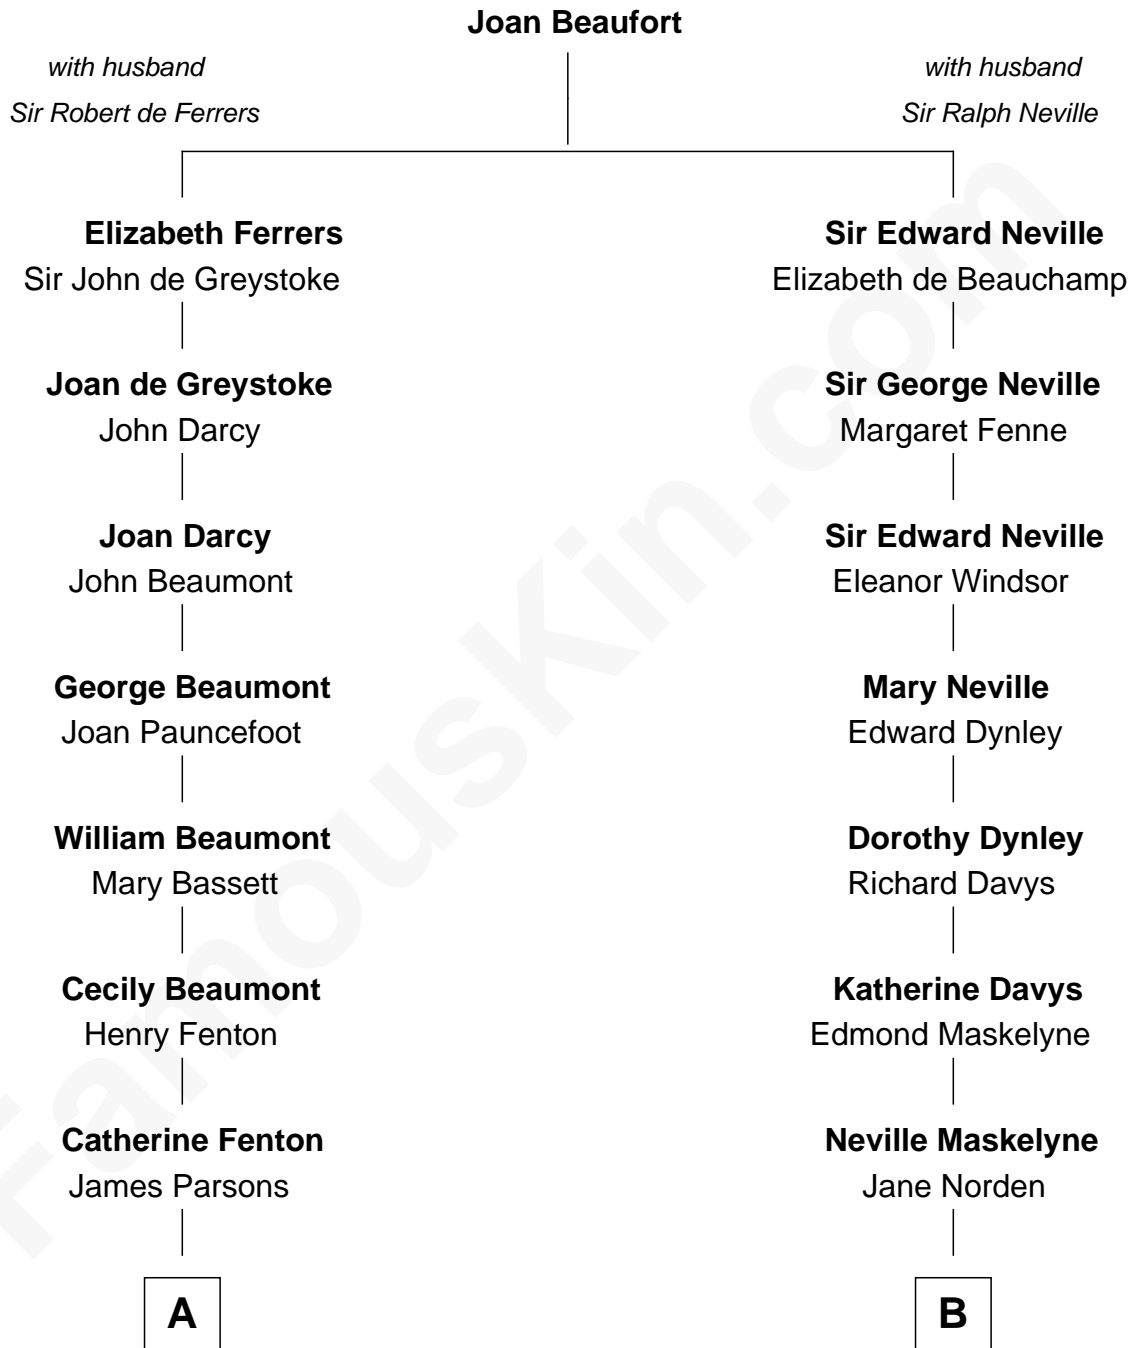 Joan Beaufort
with husband
Sir Robert de Ferrers
with husband
Sir Ralph Neville
Elizabeth Ferrers
Sir John de Greystoke
Sir Edward Neville
Elizabeth de Beauchamp
Joan de Greystoke
John Darcy
Sir George Neville
Margaret Fenne
Joan Darcy
John Beaumont
Sir Edward Neville
Eleanor Windsor
George Beaumont
Joan Pauncefoot
Mary Neville
Edward Dynley
William Beaumont
Mary Bassett
Dorothy Dynley
Richard Davys
Cecily Beaumont
Henry Fenton
Katherine Davys
Edmond Maskelyne
Catherine Fenton
James Parsons
Neville Maskelyne
Jane Norden
A
B
FamousKin.com